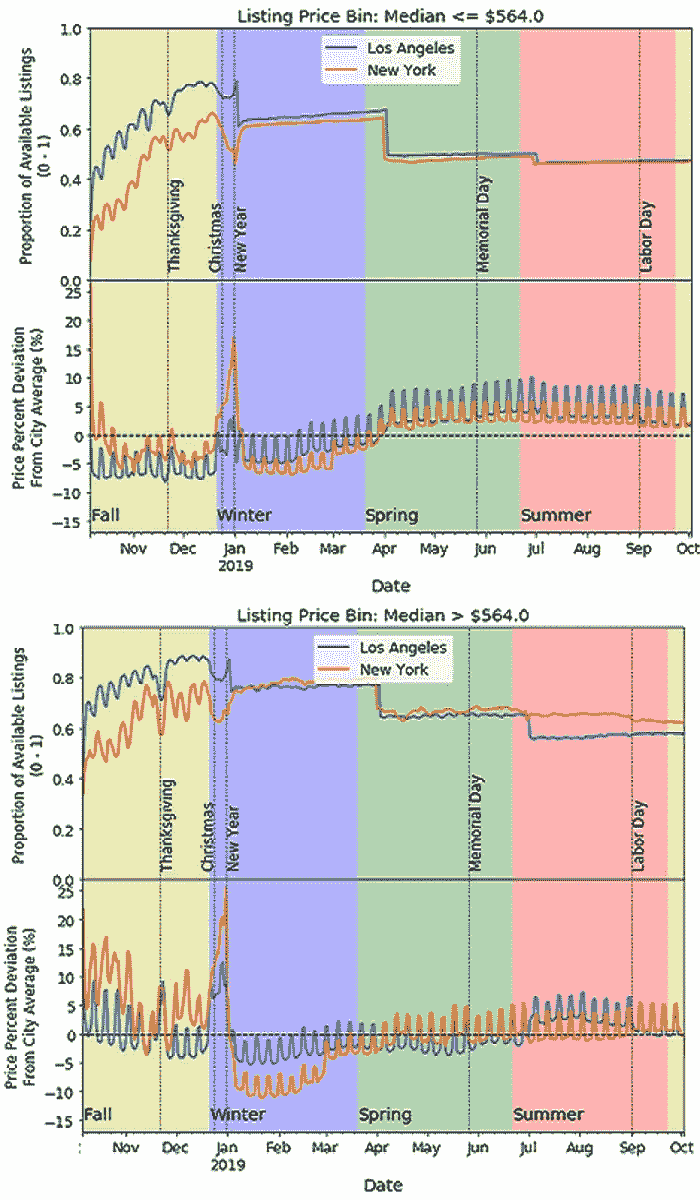 Listing Price Bin: Median <= $564.0
Proportion of Available Listings
(0 - 1)
1.0
0.8
0.6
0.4
0.2
0.0
Los Angeles
New York
Thanksgiving
Christmas
New Year
Memorial Day
Labor Day
Price Percent Deviation
From City Average (%)
25
20
15
10
5
0
−5
−10
−15
Fall
Winter
Spring
Summer
Nov Dec Jan Feb Mar Apr May Jun Jul Aug Sep Oct
2019
Date
Listing Price Bin: Median > $564.0
Proportion of Available Listings
(0 - 1)
1.0
0.8
0.6
0.4
0.2
0.0
Los Angeles
New York
Thanksgiving
Christmas
New Year
Memorial Day
Labor Day
Price Percent Deviation
From City Average (%)
25
20
15
10
5
0
−5
−10
−15
Fall
Winter
Spring
Summer
Nov Dec Jan Feb Mar Apr May Jun Jul Aug Sep Oct
2019
Date